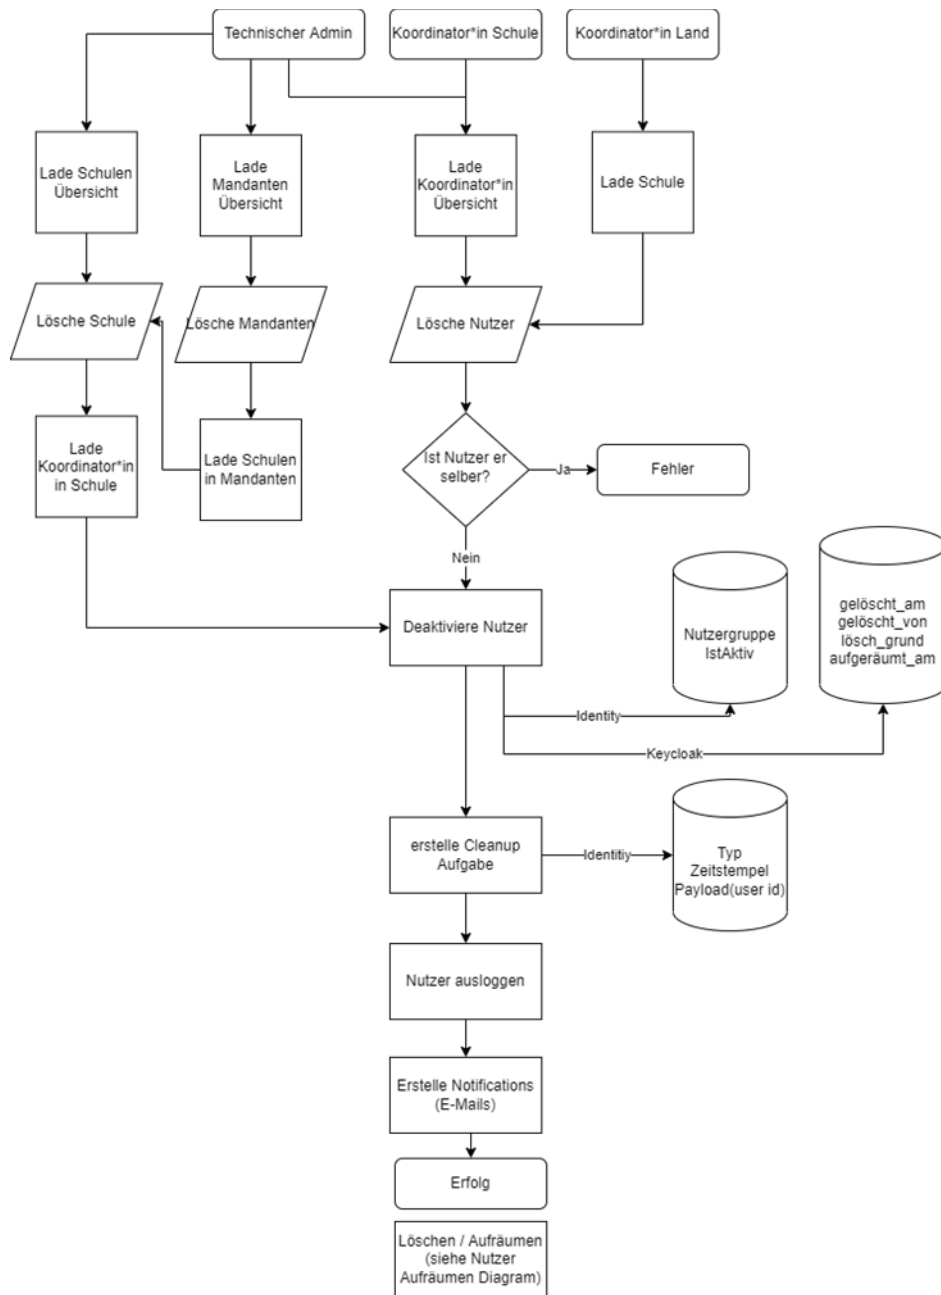 Technischer Admin
Koordinator*in Schule
Koordinator*in Land
Lade Schulen
Übersicht
Lade
Mandanten
Übersicht
Lade
Koordinator*in
Übersicht
Lade Schule
Lösche Schule
Lösche Mandanten
Lösche Nutzer
Lade
Koordinator*in
in Schule
Lade Schulen
in Mandanten
Ist Nutzer er
selber?
Ja
Fehler
Nein
Deaktiviere Nutzer
Nutzergruppe
IstAktiv
gelöscht_am
gelöscht_von
lösch_grund
aufgeräumt_am
Identity
Keycloak
erstelle Cleanup
Aufgabe
Identitiy
Typ
Zeitstempel
Payload(user id)
Nutzer ausloggen
Erstelle Notifications
(E-Mails)
Erfolg
Löschen / Aufräumen
(siehe Nutzer
Aufräumen Diagram)